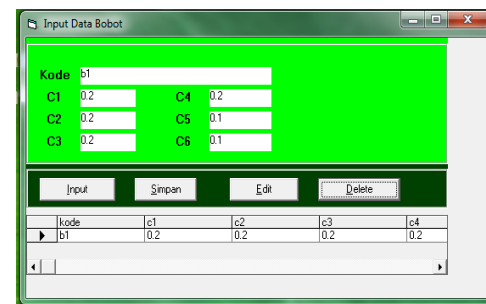 Input Data Bobot
Kode b1
C1 0.2 C4 0.2
C2 0.2 C5 0.1
C3 0.2 C6 0.1
Input Simpan Edit Delete
kode c1 c2 c3 c4
b1 0.2 0.2 0.2 0.2